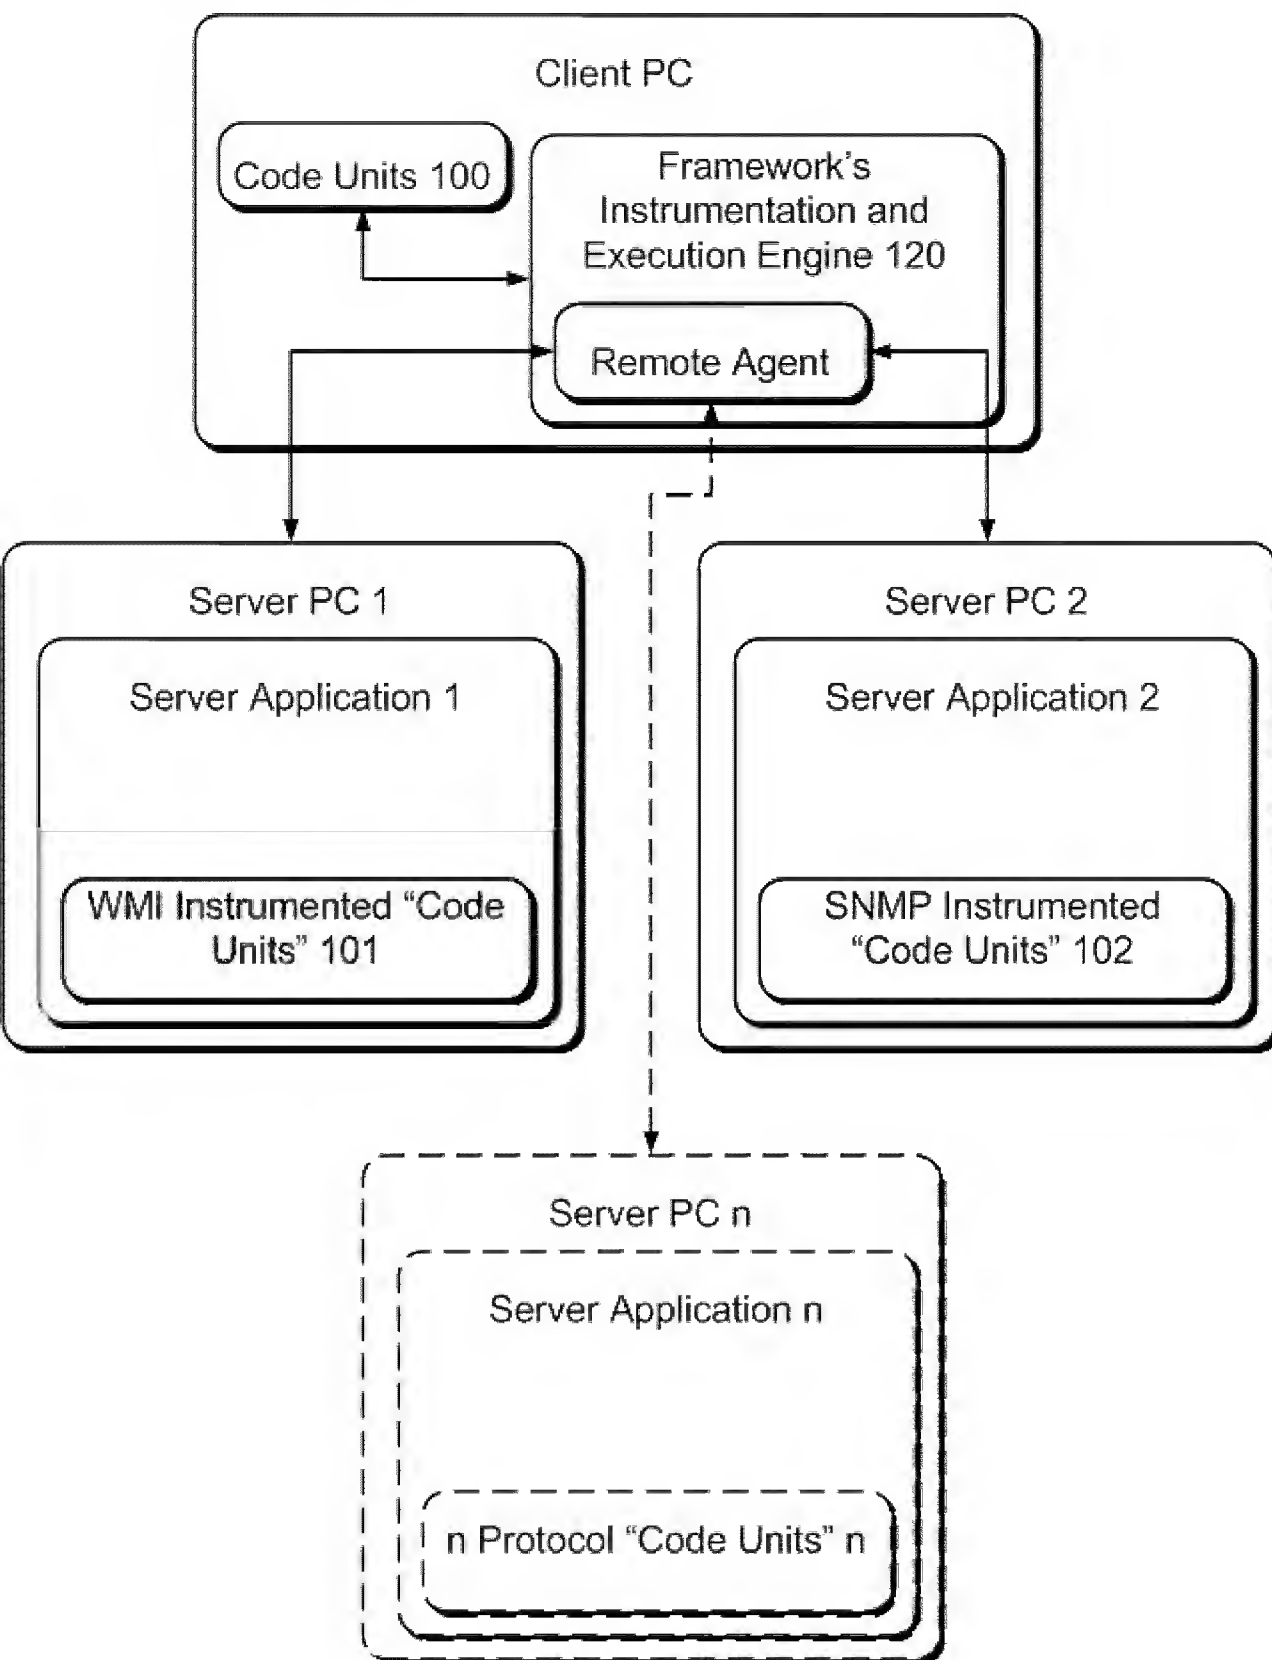 Client PC
Code Units 100
Framework's
Instrumentation and
Execution Engine 120
Remote Agent
Server PC 1
Server Application 1
WMI Instrumented “Code
Units” 101
Server PC 2
Server Application 2
SNMP Instrumented
“Code Units” 102
Server PC n
Server Application n
n Protocol “Code Units” n